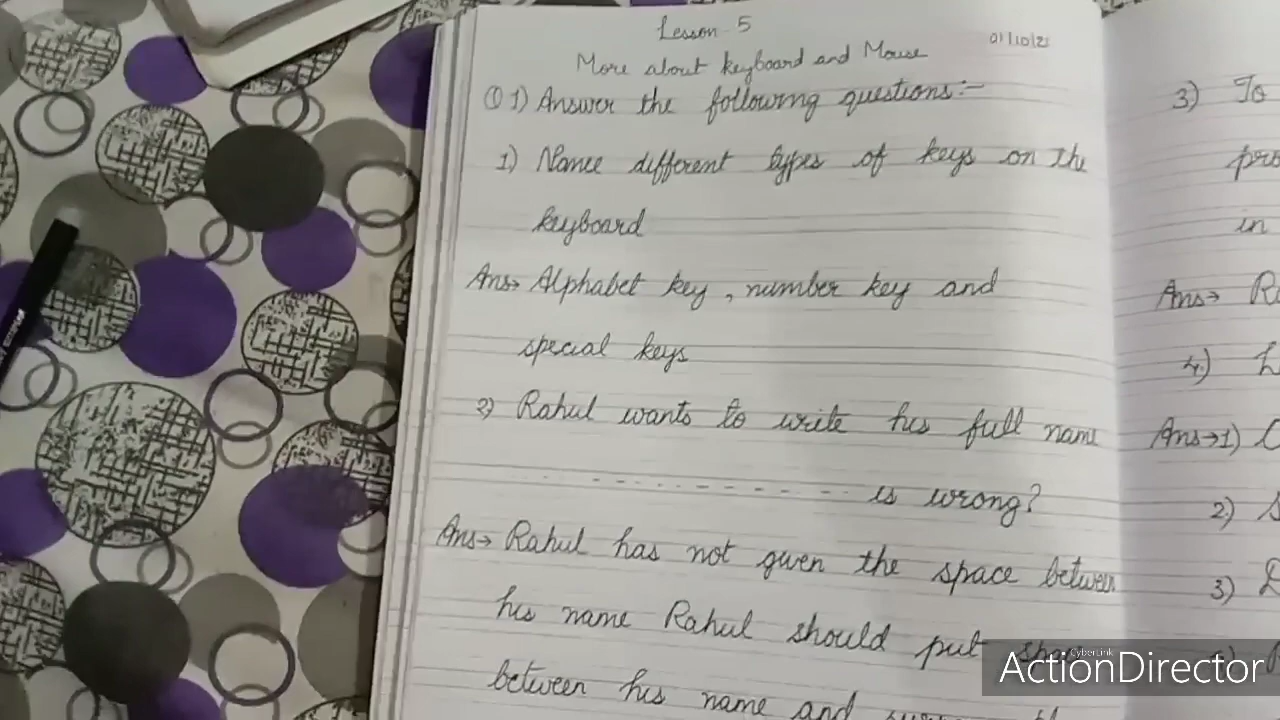 Lesson - 5
01/10/21
More about keyboard and Mouse
Q 1) Answer the following questions:-
1) Name different types of keys on the
keyboard
Ans→ Alphabet key, number key and
special keys
2) Rahul wants to write his full name
- - - - - - - - - - is wrong?
Ans→ Rahul has not given the space between
his name Rahul should put
between his name and
3) To
in
Ans→
4)
Ans→ 1)
2)
3)
CyberLink
ActionDirector